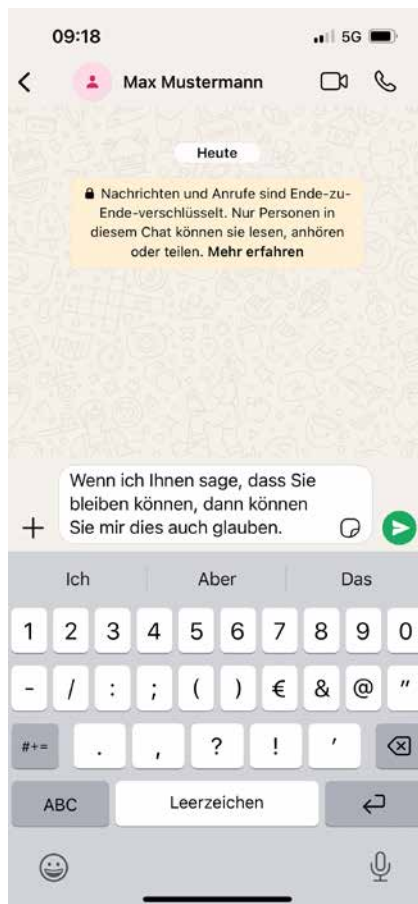 09:18
5G
Max Mustermann
Heute
Nachrichten und Anrufe sind Ende-zu-
Ende-verschlüsselt. Nur Personen in
diesem Chat können sie lesen, anhören
oder teilen. Mehr erfahren
Wenn ich Ihnen sage, dass Sie
bleiben können, dann können
Sie mir dies auch glauben.
Ich Aber Das
1 2 3 4 5 6 7 8 9 0
- / : ; ( ) € & @ "
#+= . , ? ! '
ABC Leerzeichen